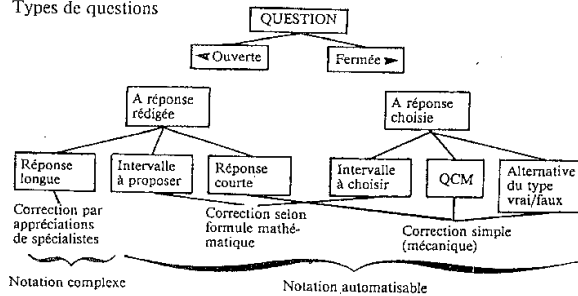 Types de questions
QUESTION
◄ Ouverte
Fermée ►
A réponse
rédigée
A réponse
choisie
Réponse
longue
Intervalle
à proposer
Réponse
courte
Intervalle
à choisir
QCM
Alternative
du type
vrai/faux
Correction par
appréciations
de spécialistes
Correction selon
formule mathé-
matique
Correction simple
(mécanique)
Notation complexe
Notation automatisable